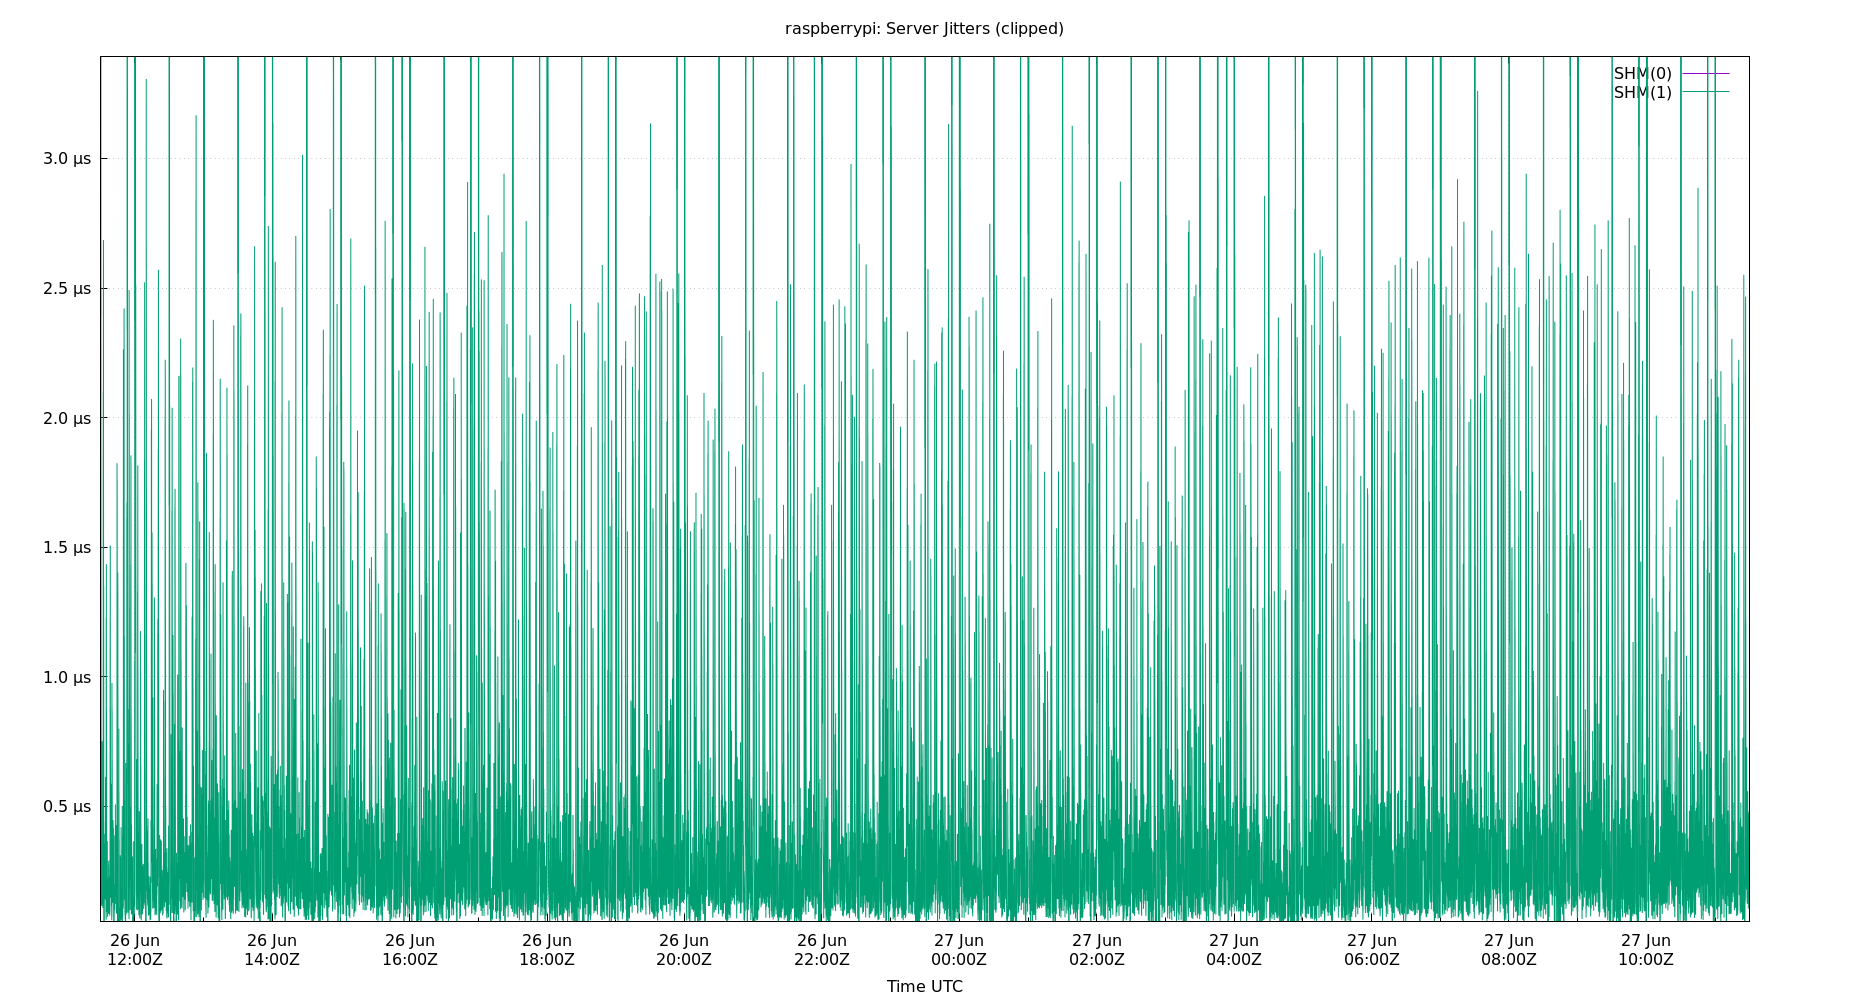 raspberrypi: Server Jitters (clipped)
SHM(0)
SHM(1)
3.0 µs
2.5 µs
2.0 µs
1.5 µs
1.0 µs
0.5 µs
26 Jun 26 Jun 26 Jun 26 Jun 26 Jun 26 Jun 27 Jun 27 Jun 27 Jun 27 Jun 27 Jun 27 Jun
12:00Z 14:00Z 16:00Z 18:00Z 20:00Z 22:00Z 00:00Z 02:00Z 04:00Z 06:00Z 08:00Z 10:00Z
Time UTC